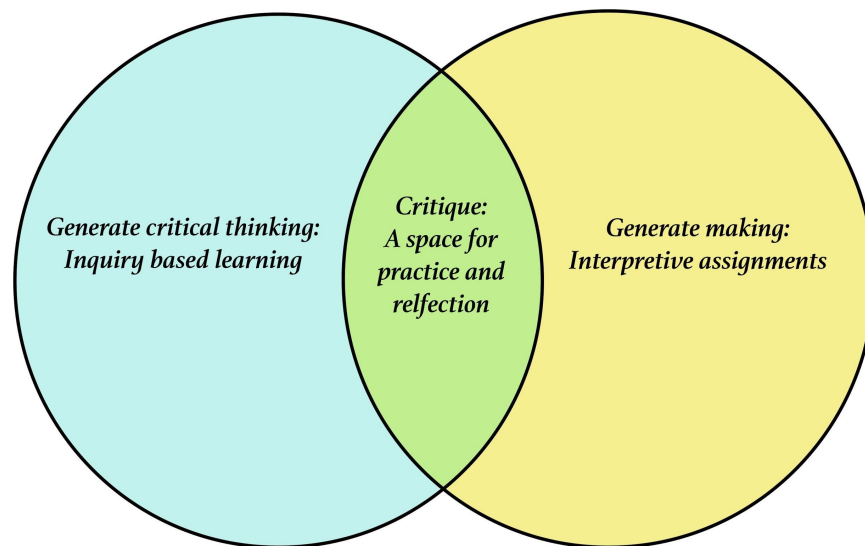 Generate critical thinking:
Inquiry based learning
Critique:
A space for
practice and
relfection
Generate making:
Interpretive assignments